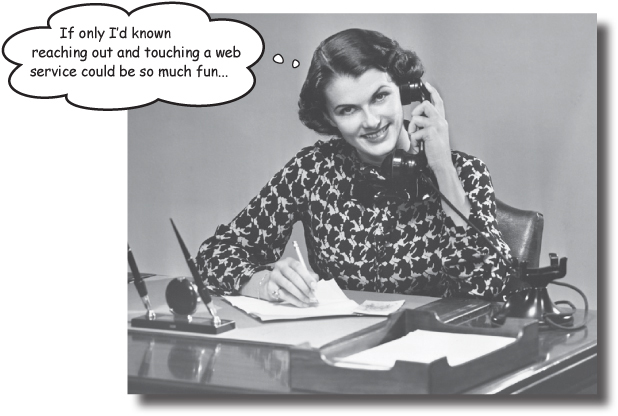 If only I'd known
reaching out and touching a web
service could be so much fun...